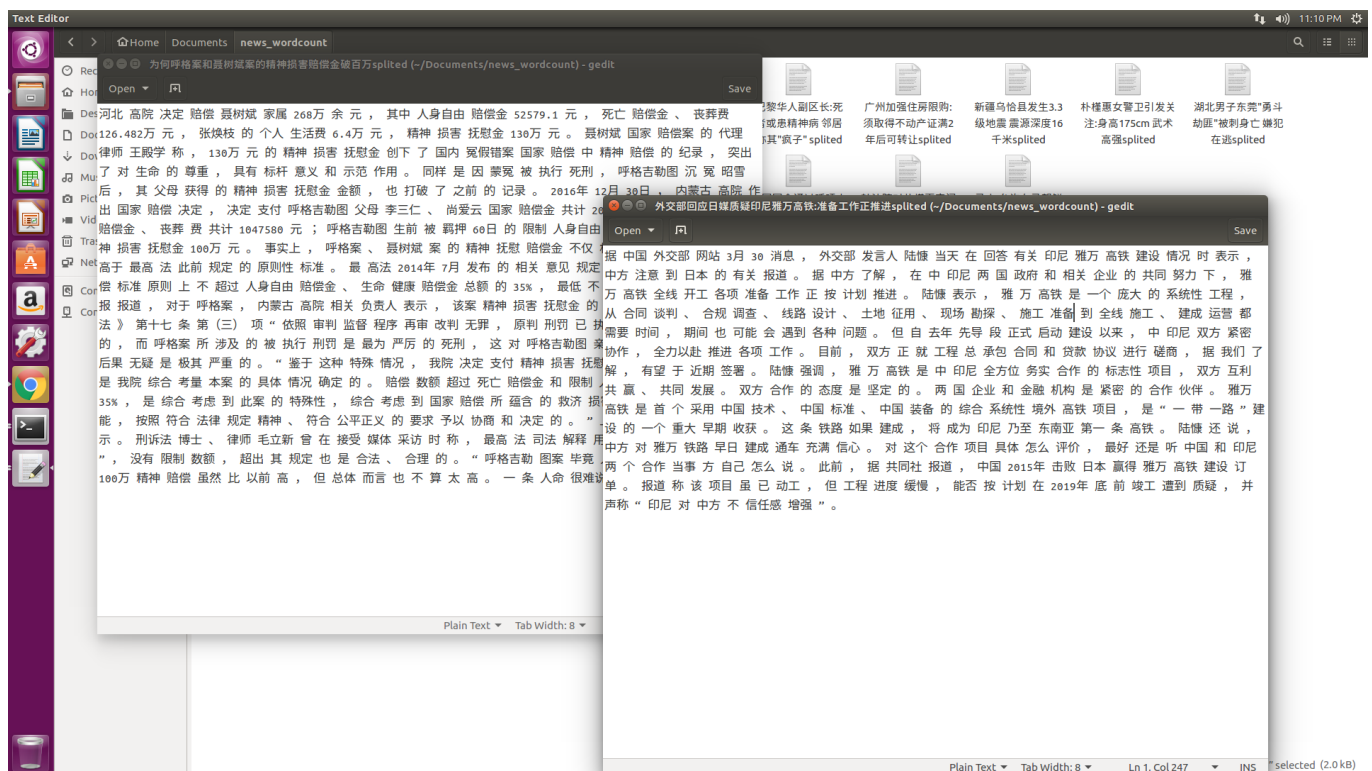 Text Editor
11:10 PM
Home Documents news_wordcount
为何呼格案和聂树斌案的精神损害赔偿金破百万splited (~/Documents/news_wordcount) - gedit
Open
Save
河北 高院 决定 赔偿 聂树斌 家属 268万 余 元 ， 其中 人身自由 赔偿金 52579.1 元 ， 死亡 赔偿金 、 丧葬费
126.482万 元 ， 张焕枝 的 个人 生活费 6.4万 元 ， 精神 损害 抚慰金 130万 元 。 聂树斌 国家 赔偿案 的 代理
律师 王殿学 称 ， 130万 元 的 精神 损害 抚慰金 创下 了 国内 冤假错案 国家 赔偿 中 精神 赔偿 的 纪录 ， 突出
了 对 生命 的 尊重 ， 具有 标杆 意义 和 示范 作用 。 同样 是 因 蒙冤 被 执行 死刑 ， 呼格吉勒图 沉 冤 昭雪
后 ， 其 父母 获得 的 精神 损害 抚慰金 金额 ， 也 打破 了 之前 的 记录 。 2016年 12月 30日 ， 内蒙古 高院 作
出 国家 赔偿 决定 ， 决定 支付 呼格吉勒图 父母 李三仁 、 尚爱云 国家 赔偿金 共计 20
赔偿金 、 丧葬 费 共计 1047580 元 ； 呼格吉勒图 生前 被 羁押 60日 的 限制 人身自由
神 损害 抚慰金 100万 元 。 事实上 ， 呼格案 、 聂树斌 案 的 精神 抚慰 赔偿金 不仅
高于 最高 法 此前 规定 的 原则性 标准 。 最 高法 2014年 7月 发布 的 相关 意见 规定
偿 标准 原则 上 不 超过 人身自由 赔偿金 、 生命 健康 赔偿金 总额 的 35% ， 最低 不
报 报道 ， 对于 呼格案 ， 内蒙古 高院 相关 负责人 表示 ， 该案 精神 损害 抚慰金 的
法 》 第十七 条 第（三） 项 “ 依照 审判 监督 程序 再审 改判 无罪 ， 原判 刑罚 已 执
的 ， 而 呼格案 所 涉及 的 被 执行 刑罚 是 最为 严厉 的 死刑 ， 这 对 呼格吉勒图 亲
后果 无疑 是 极其 严重 的 。 “ 鉴于 这种 特殊 情况 ， 我院 决定 支付 精神 损害 抚慰
是 我院 综合 考量 本案 的 具体 情况 确定 的 。 赔偿 数额 超过 死亡 赔偿金 和 限制
35% ， 是 综合 考虑 到 此案 的 特殊性 ， 综合 考虑 到 国家 赔偿 所 蕴含 的 救济 损
能 ， 按照 符合 法律 规定 精神 、 符合 公平正义 的 要求 予以 协商 和 决定 的 。 ”
示 。 刑诉法 博士 、 律师 毛立新 曾 在 接受 媒体 采访 时 称 ， 最高 法 司法 解释 用
” ， 没有 限制 数额 ， 超出 其 规定 也 是 合法 、 合理 的 。 “ 呼格吉勒 图案 毕竟
100万 精神 赔偿 虽然 比 以前 高 ， 但 总体 而言 也 不 算 太 高 。 一 条 人命 很难说
Plain Text Tab Width: 8
黎华人副区长:死
或患精神病 邻居
其"疯子" splited
广州加强住房限购:
须取得不动产证满2
年后可转让splited
新疆乌恰县发生3.3
级地震 震源深度16
千米splited
朴槿惠女警卫引发关
注:身高175cm 武术
高强splited
湖北男子东莞"勇斗
劫匪"被刺身亡 嫌犯
在逃splited
外交部回应日媒质疑印尼雅万高铁:准备工作正推进splited (~/Documents/news_wordcount) - gedit
Open
Save
据 中国 外交部 网站 3月 30 消息 ， 外交部 发言人 陆慷 当天 在 回答 有关 印尼 雅万 高铁 建设 情况 时 表示 ，
中方 注意 到 日本 的 有关 报道 。 据 中方 了解 ， 在 中 印尼 两 国 政府 和 相关 企业 的 共同 努力 下 ， 雅
万 高铁 全线 开工 各项 准备 工作 正 按 计划 推进 。 陆慷 表示 ， 雅 万 高铁 是 一个 庞大 的 系统性 工程 ，
从 合同 谈判 、 合规 调查 、 线路 设计 、 土地 征用 、 现场 勘探 、 施工 准备 到 全线 施工 、 建成 运营 都
需要 时间 ， 期间 也 可能 会 遇到 各种 问题 。 但 自 去年 先导 段 正式 启动 建设 以来 ， 中 印尼 双方 紧密
协作 ， 全力以赴 推进 各项 工作 。 目前 ， 双方 正 就 工程 总 承包 合同 和 贷款 协议 进行 磋商 ， 据 我们 了
解 ， 有望 于 近期 签署 。 陆慷 强调 ， 雅 万 高铁 是 中 印尼 全方位 务实 合作 的 标志性 项目 ， 双方 互利
共 赢 、 共同 发展 。 双方 合作 的 态度 是 坚定 的 。 两 国 企业 和 金融 机构 是 紧密 的 合作 伙伴 。 雅万
高铁 是 首 个 采用 中国 技术 、 中国 标准 、 中国 装备 的 综合 系统性 境外 高铁 项目 ， 是 “ 一 带 一路 ” 建
设 的 一个 重大 早期 收获 。 这 条 铁路 如果 建成 ， 将 成为 印尼 乃至 东南亚 第一 条 高铁 。 陆慷 还 说 ，
中方 对 雅万 铁路 早日 建成 通车 充满 信心 。 对 这个 合作 项目 具体 怎么 评价 ， 最好 还是 听 中国 和 印尼
两 个 合作 当事 方 自己 怎么 说 。 此前 ， 据 共同社 报道 ， 中国 2015年 击败 日本 赢得 雅万 高铁 建设 订
单 。 报道 称 该 项目 虽 已 动工 ， 但 工程 进度 缓慢 ， 能否 按 计划 在 2019年 底 前 竣工 遭到 质疑 ， 并
声称 “ 印尼 对 中方 不 信任感 增强 ” 。
Plain Text Tab Width: 8 Ln 1, Col 247 INS
selected (2.0 kB)